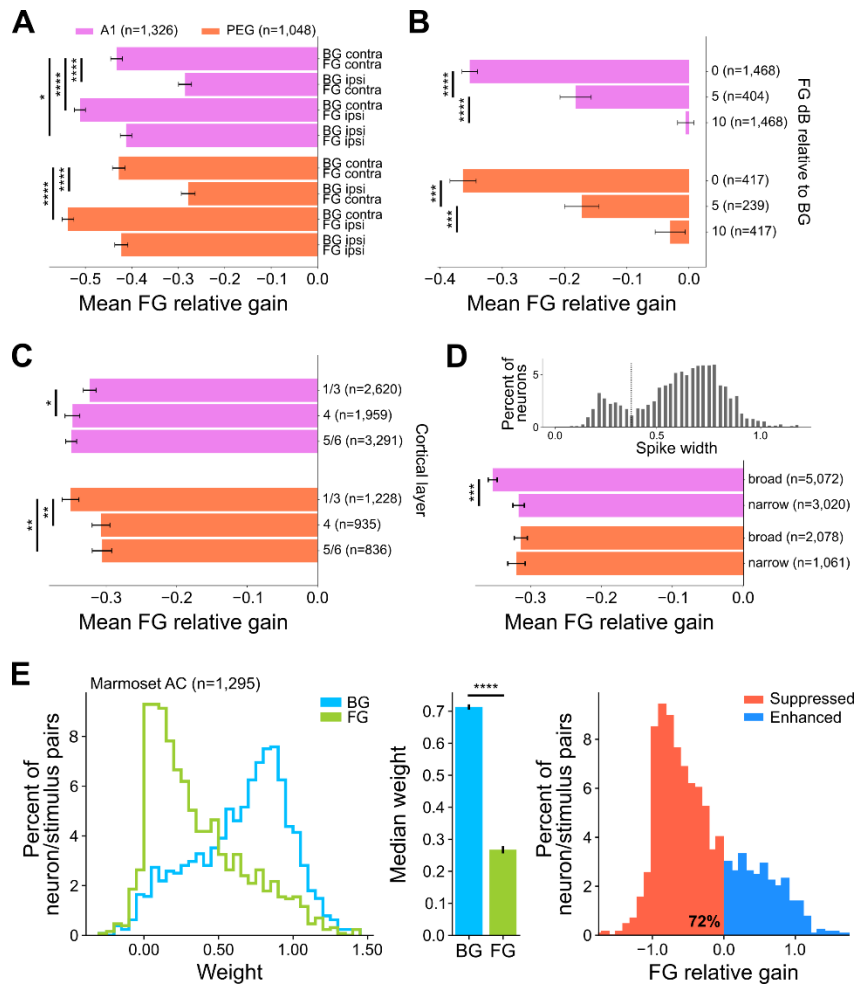 A
A1 (n=1,326)
PEG (n=1,048)
****
****
*
BG contra
FG contra
BG ipsi
FG contra
BG contra
FG ipsi
BG ipsi
FG ipsi
****
****
BG contra
FG contra
BG ipsi
FG contra
BG contra
FG ipsi
BG ipsi
FG ipsi
−0.5 −0.4 −0.3 −0.2 −0.1 0.0
Mean FG relative gain
B
****
****
0 (n=1,468)
5 (n=404)
10 (n=1,468)
***
***
0 (n=417)
5 (n=239)
10 (n=417)
FG dB relative to BG
−0.4 −0.3 −0.2 −0.1 0.0
Mean FG relative gain
C
*
1/3 (n=2,620)
4 (n=1,959)
5/6 (n=3,291)
**
**
1/3 (n=1,228)
4 (n=935)
5/6 (n=836)
Cortical layer
−0.3 −0.2 −0.1 0.0
Mean FG relative gain
D
Percent of
neurons
5
0
0.0 0.5 1.0
Spike width
***
broad (n=5,072)
narrow (n=3,020)
broad (n=2,078)
narrow (n=1,061)
−0.3 −0.2 −0.1 0.0
Mean FG relative gain
E
Marmoset AC (n=1,295)
BG
FG
Percent of
neuron/stimulus pairs
8
6
4
2
0
0.00 0.50 1.00 1.50
Weight
****
Median weight
0.7
0.6
0.5
0.4
0.3
0.2
0.1
0.0
BG FG
Suppressed
Enhanced
Percent of
neuron/stimulus pairs
8
6
4
2
0
72%
−1.0 0.0 1.0
FG relative gain